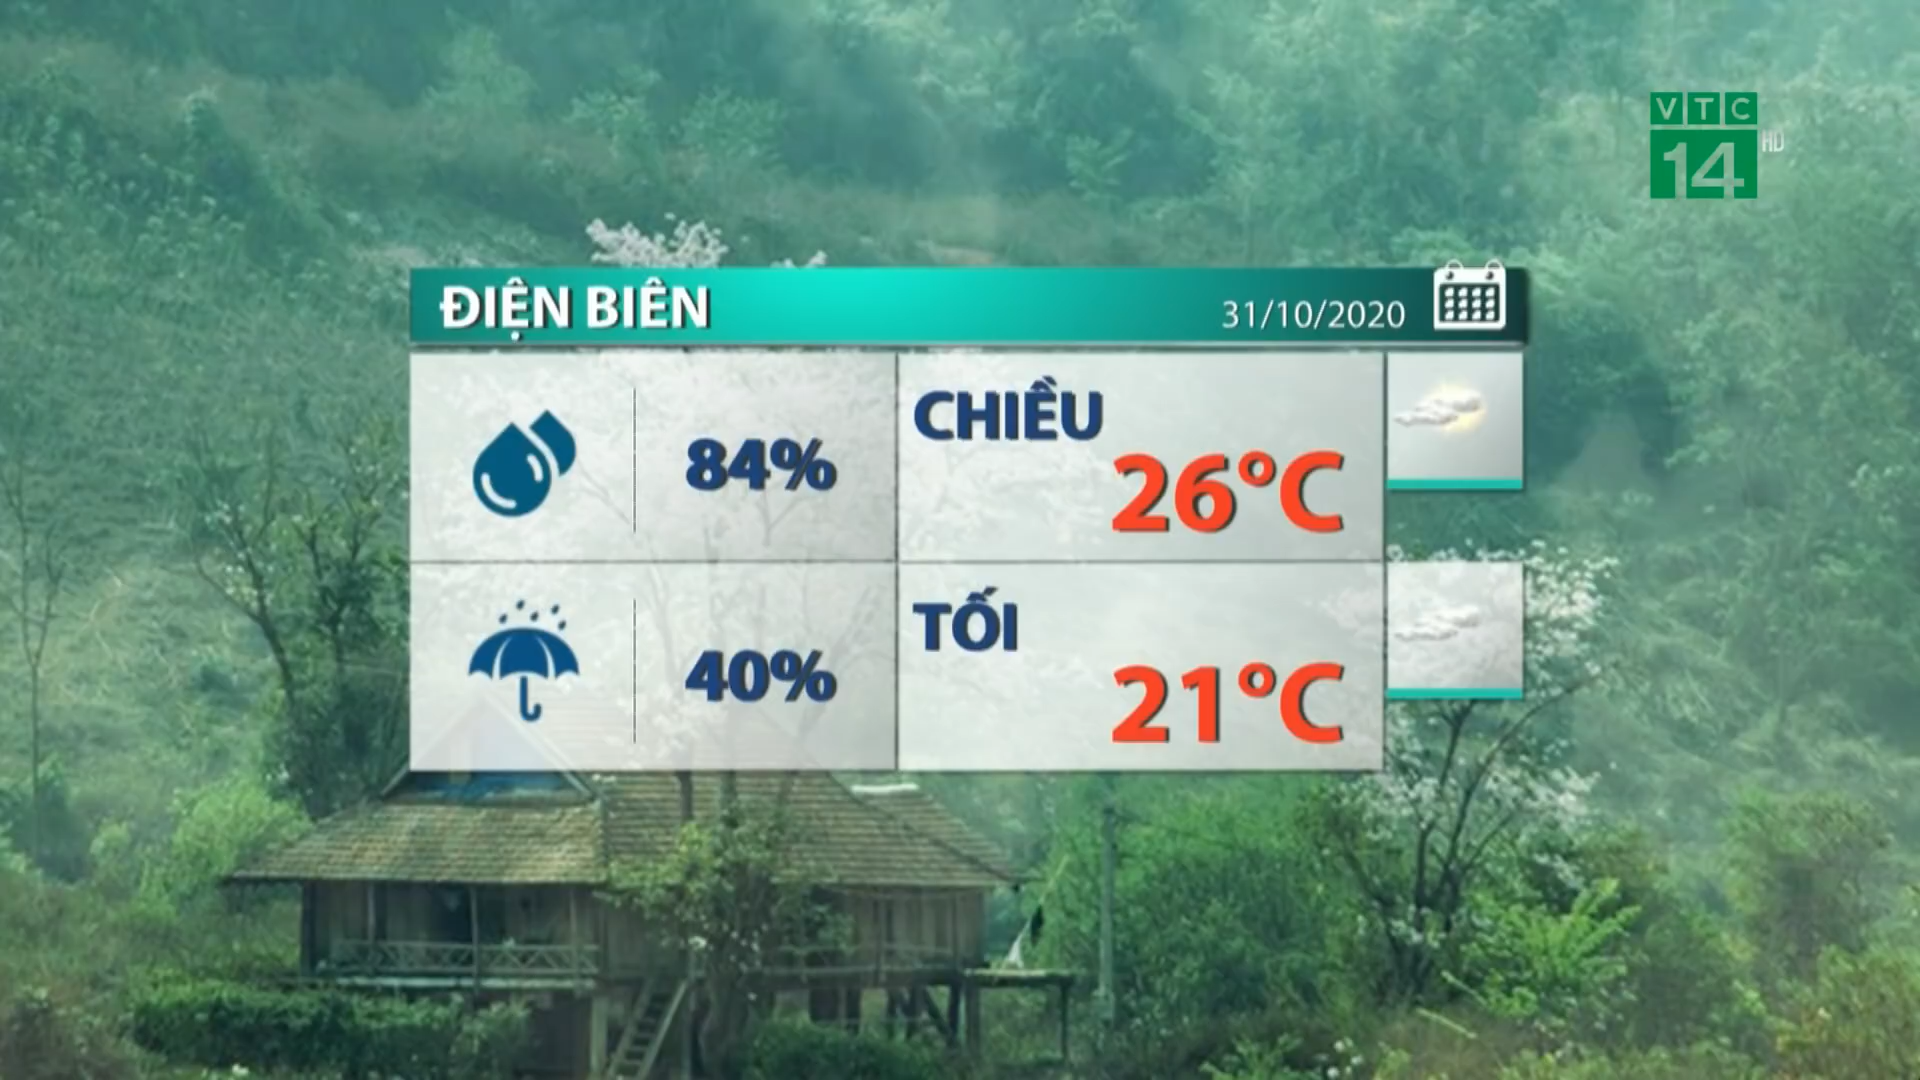 VTC
14 HD
ĐIỆN BIÊN
31/10/2020
84%
CHIỀU
26°C
40%
TỐI
21°C